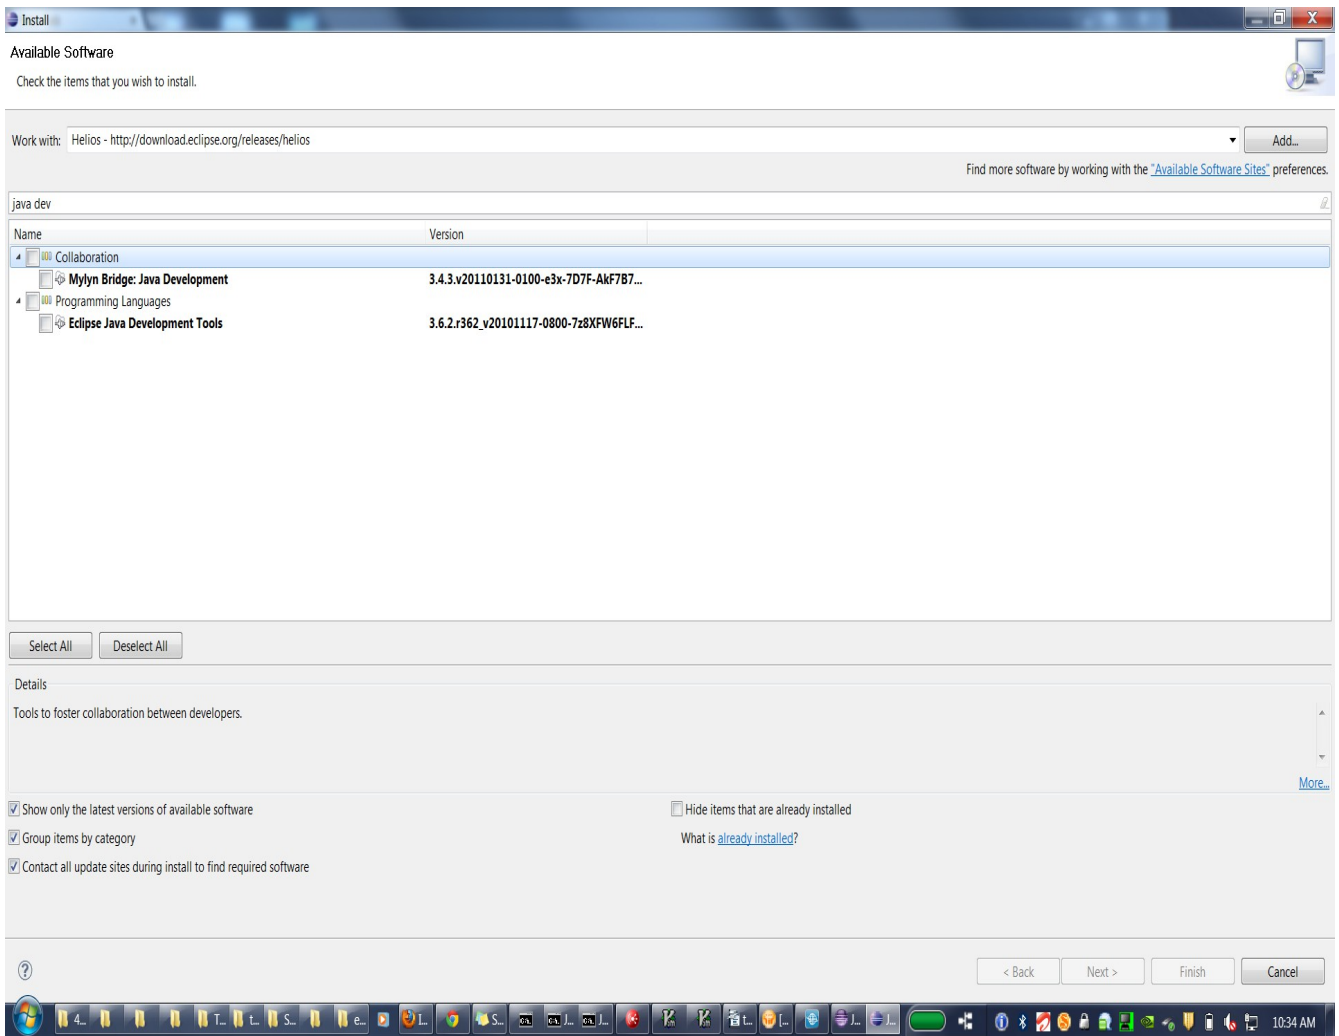 Install
Available Software
Check the items that you wish to install.
Work with: Helios - http://download.eclipse.org/releases/helios Add...
Find more software by working with the "Available Software Sites" preferences.
java dev
Name Version
Collaboration
Mylyn Bridge: Java Development 3.4.3.v20110131-0100-e3x-7D7F-AkF7B7...
Programming Languages
Eclipse Java Development Tools 3.6.2.r362_v20101117-0800-7z8XFW6FLF...
Select All Deselect All
Details
Tools to foster collaboration between developers.
More...
Show only the latest versions of available software Hide items that are already installed
Group items by category What is already installed?
Contact all update sites during install to find required software
< Back Next > Finish Cancel
4... T... t... S... e... S... J... J... t... [... J... J... 10:34 AM